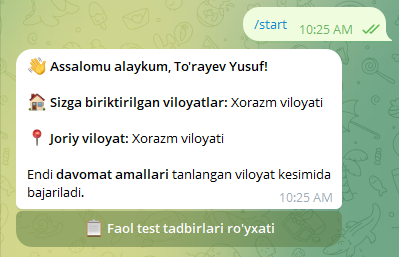 /start
10:25 AM
👋 Assalomu alaykum, To'rayev Yusuf!
🏠 Sizga biriktirilgan viloyatlar: Xorazm viloyati
📍 Joriy viloyat: Xorazm viloyati
Endi davomat amallari tanlangan viloyat kesimida
bajariladi.
10:25 AM
📋 Faol test tadbirlari ro'yxati